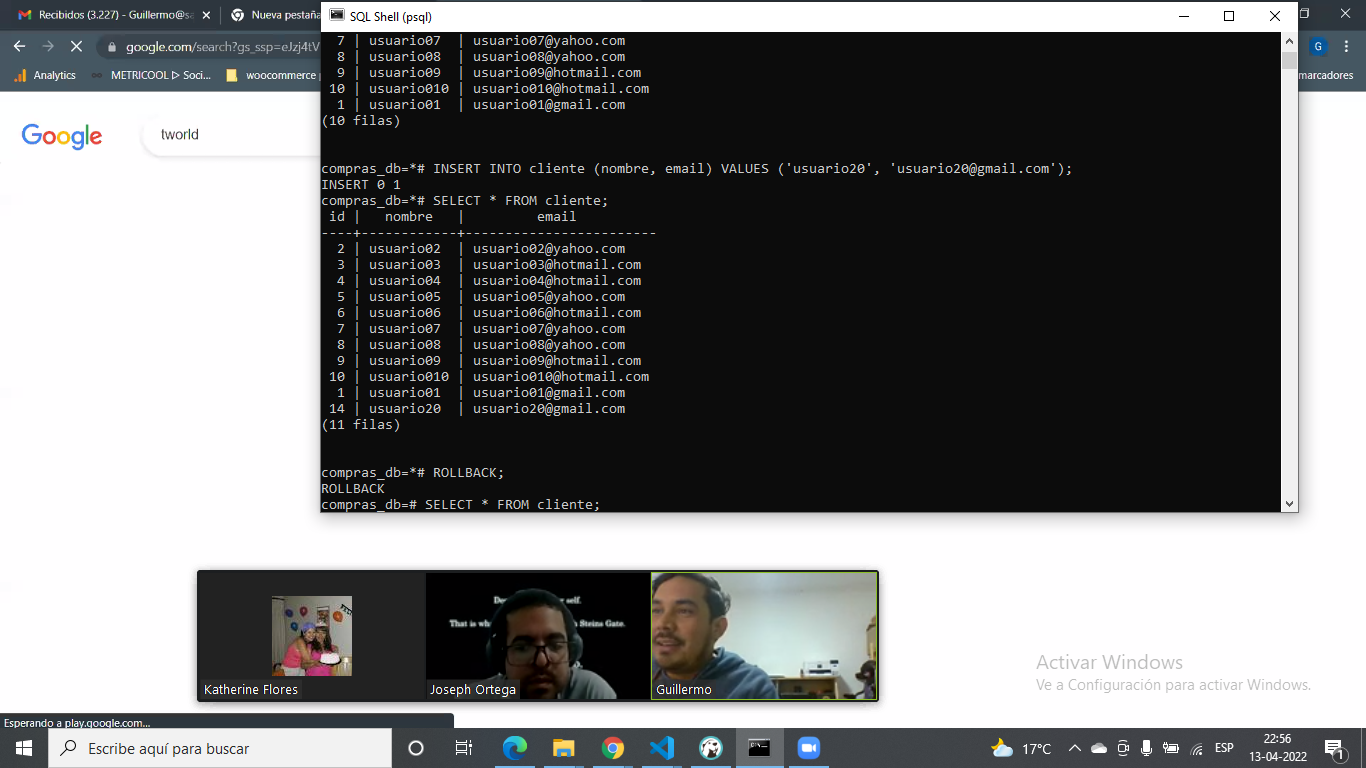 Recibidos (3.227) - Guillermo@sa
Nueva pestaña
SQL Shell (psql)
google.com/search?gs_ssp=eJzj4tV
G
Analytics
METRICOOL ᐅ Soci...
woocommerce
marcadores
Google
tworld
7 | usuario07 | usuario07@yahoo.com
8 | usuario08 | usuario08@yahoo.com
9 | usuario09 | usuario09@hotmail.com
10 | usuario010 | usuario010@hotmail.com
1 | usuario01 | usuario01@gmail.com
(10 filas)
compras_db=*# INSERT INTO cliente (nombre, email) VALUES ('usuario20', 'usuario20@gmail.com');
INSERT 0 1
compras_db=*# SELECT * FROM cliente;
id | nombre | email
----+------------+------------------------
2 | usuario02 | usuario02@yahoo.com
3 | usuario03 | usuario03@hotmail.com
4 | usuario04 | usuario04@hotmail.com
5 | usuario05 | usuario05@yahoo.com
6 | usuario06 | usuario06@hotmail.com
7 | usuario07 | usuario07@yahoo.com
8 | usuario08 | usuario08@yahoo.com
9 | usuario09 | usuario09@hotmail.com
10 | usuario010 | usuario010@hotmail.com
1 | usuario01 | usuario01@gmail.com
14 | usuario20 | usuario20@gmail.com
(11 filas)
compras_db=*# ROLLBACK;
ROLLBACK
compras_db=# SELECT * FROM cliente;
self.
That is Steins Gate.
Katherine Flores
Joseph Ortega
Guillermo
Activar Windows
Ve a Configuración para activar Windows.
Esperando a play.google.com...
Escribe aquí para buscar
17°C
ESP
22:56
13-04-2022
1